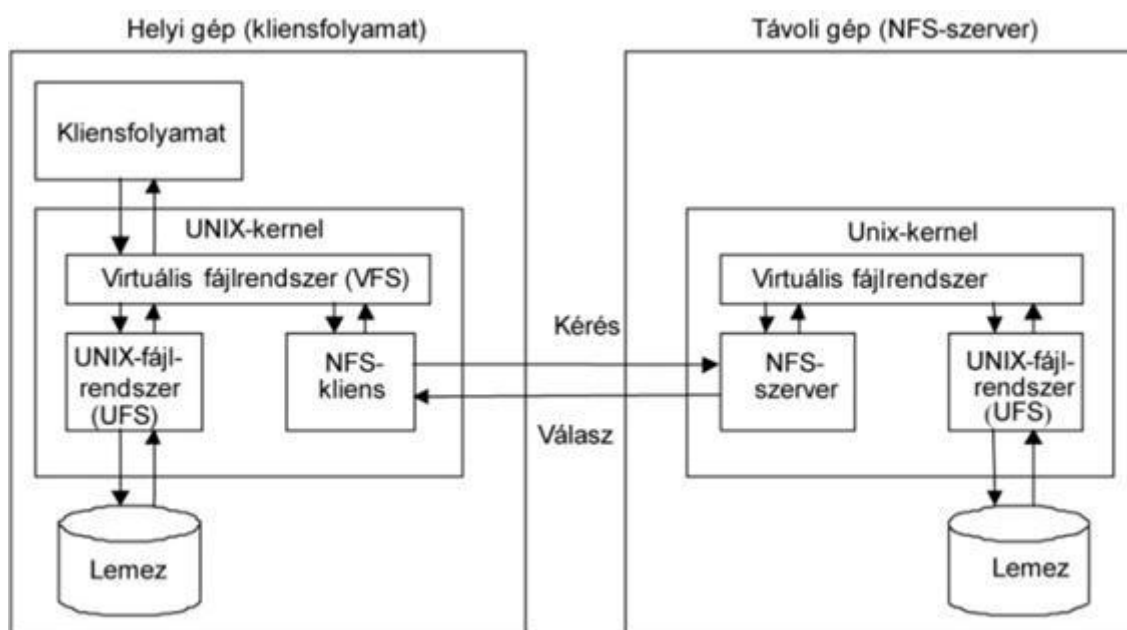 Helyi gép (kliensfolyamat)
Távoli gép (NFS-szerver)
Kliensfolyamat
UNIX-kernel
Virtuális fájlrendszer (VFS)
UNIX-fájl-
rendszer
(UFS)
NFS-
kliens
Lemez
Kérés
Válasz
Unix-kernel
Virtuális fájlrendszer
NFS-
szerver
UNIX-fájl-
rendszer
(UFS)
Lemez